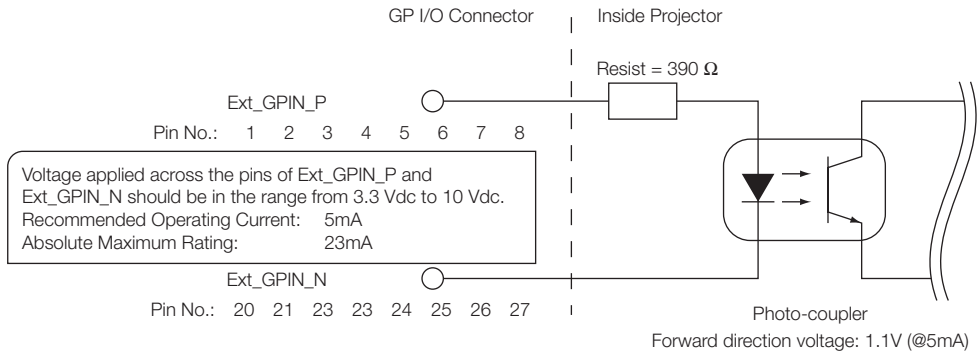 GP I/O Connector
Inside Projector
Resist = 390 Ω
Ext_GPIN_P
Pin No.: 1 2 3 4 5 6 7 8
Voltage applied across the pins of Ext_GPIN_P and
Ext_GPIN_N should be in the range from 3.3 Vdc to 10 Vdc.
Recommended Operating Current: 5mA
Absolute Maximum Rating: 23mA
Ext_GPIN_N
Pin No.: 20 21 23 23 24 25 26 27
Photo-coupler
Forward direction voltage: 1.1V (@5mA)